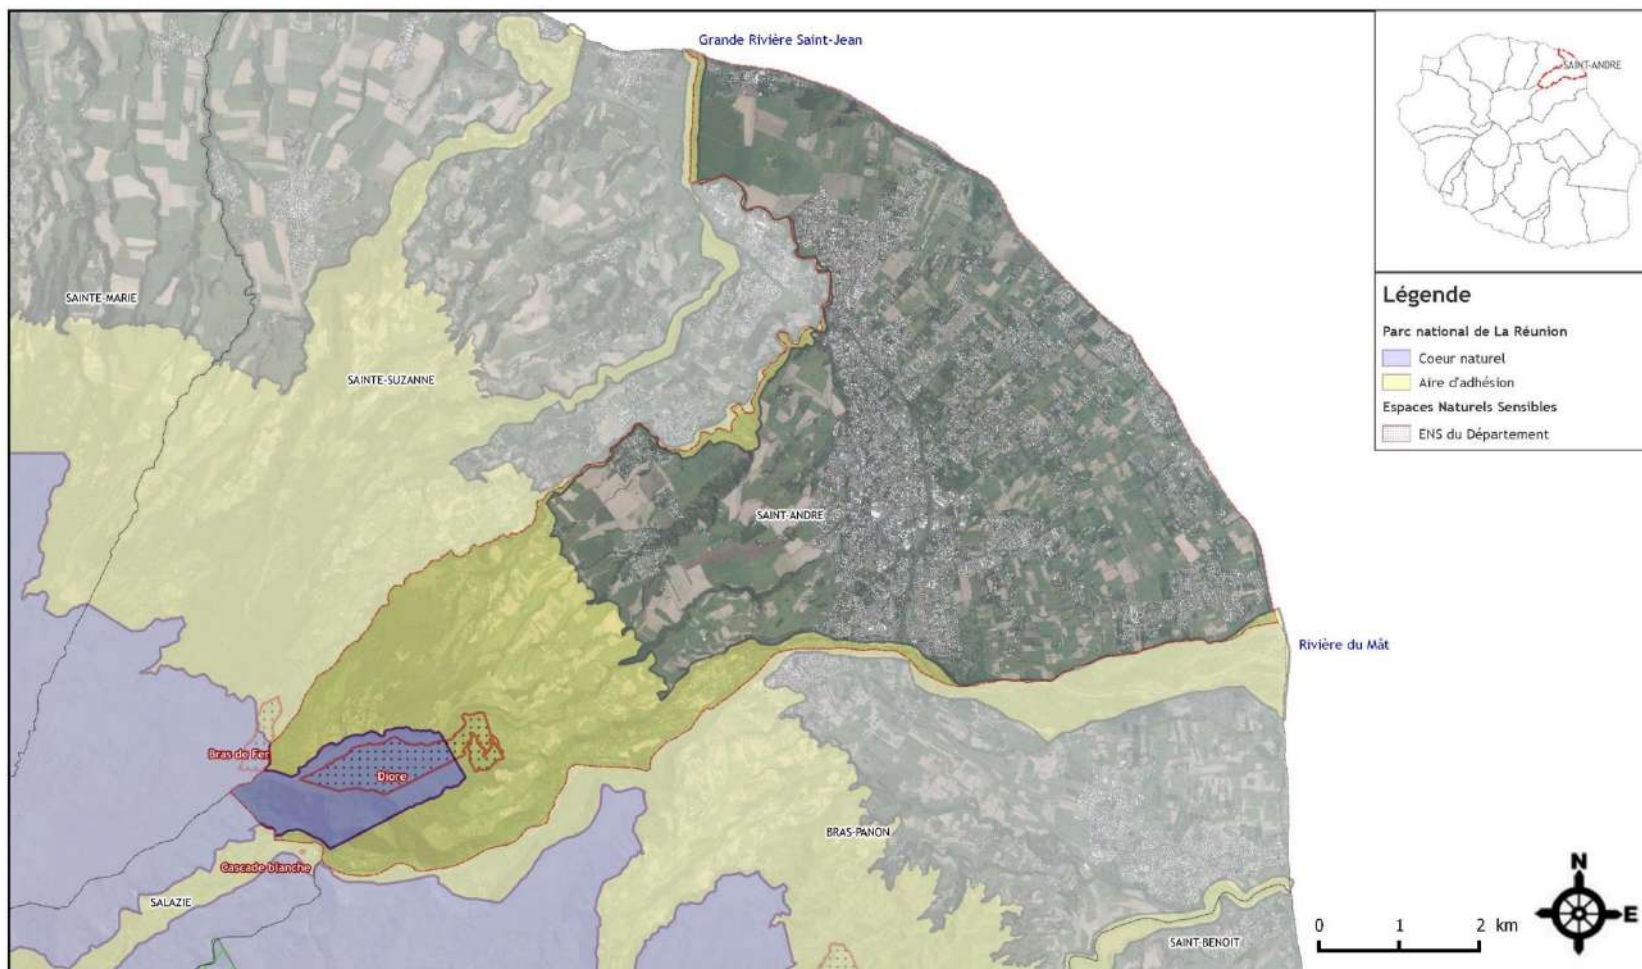 Grande Rivière Saint-Jean
SAINT-ANDRE
SAINTE-MARIE
SAINTE-SUZANNE
SAINT-ANDRE
Rivière du Mât
Bras de Fer
Diore
BRAS-PANON
Cascade blanche
SALAZIE
SAINT-BENOIT
Légende
Parc national de La Réunion
Coeur naturel
Aire d'adhésion
Espaces Naturels Sensibles
ENS du Département
N
E
0 1 2 km